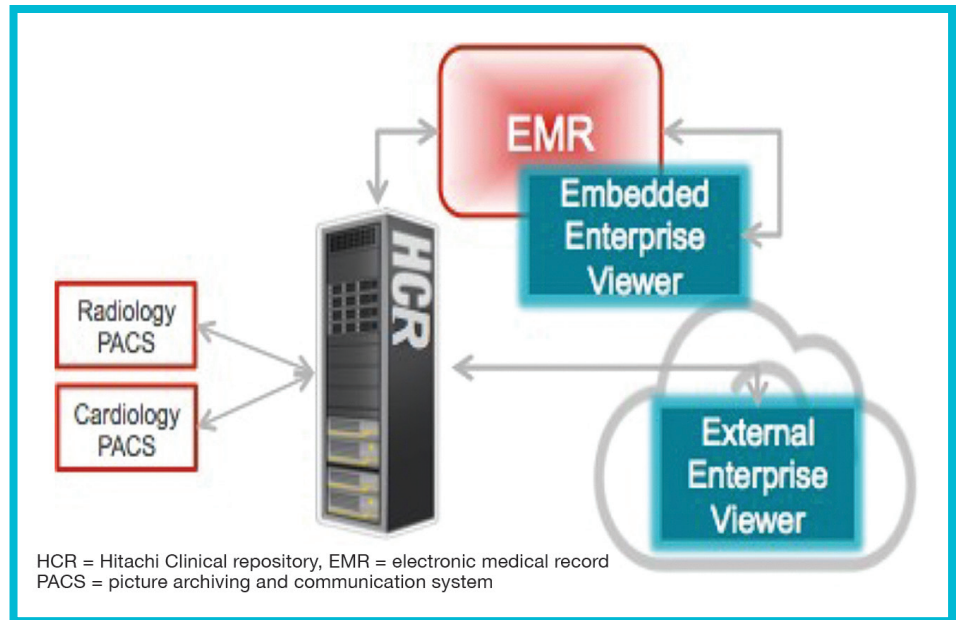 EMR
Embedded
Enterprise
Viewer
HCR
Radiology
PACS
Cardiology
PACS
External
Enterprise
Viewer
HCR = Hitachi Clinical repository, EMR = electronic medical record
PACS = picture archiving and communication system